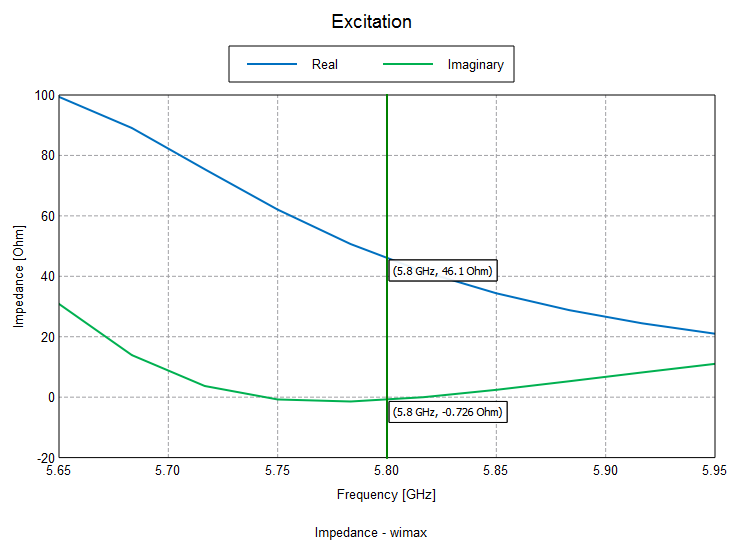 Excitation
Real
Imaginary
Impedance [Ohm]
100
80
60
40
20
0
-20
(5.8 GHz, 46.1 Ohm)
(5.8 GHz, -0.726 Ohm)
5.65
5.70
5.75
5.80
5.85
5.90
5.95
Frequency [GHz]
Impedance - wimax